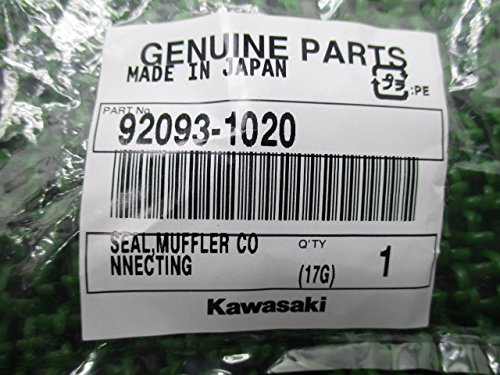 GENUINE PARTS
MADE IN JAPAN
プラ
:PE
PART No.
92093-1020
SEAL,MUFFLER CO
NNECTING
Q'TY
(17G)
1
Kawasaki